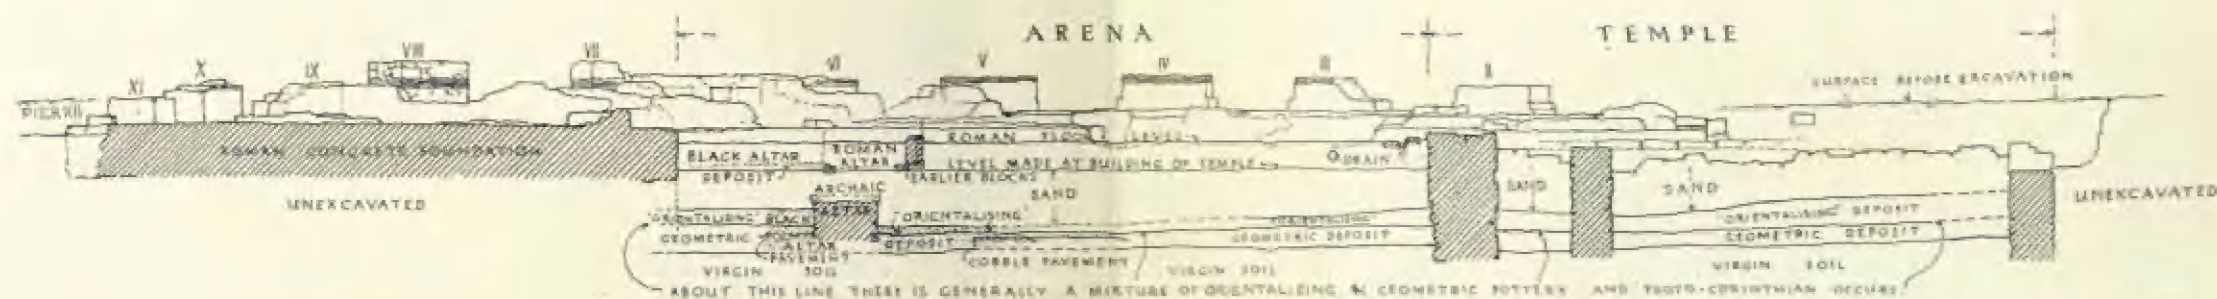 ARENA TEMPLE
VIII VII
XI X IX VI V IV III II
SURFACE BEFORE EXCAVATION
PIER XII
ROMAN FLOOR LEVEL
ROMAN CONCRETE FOUNDATION
BLACK ALTAR
DEPOSIT
ROMAN
ALTAR
LEVEL MADE AT BUILDING OF TEMPLE
DRAIN
EARLIER BLOCKS
UNEXCAVATED
ARCHAIC
ALTAR
SAND
SAND
SAND
UNEXCAVATED
"ORIENTALISING" BLACK
"ORIENTALISING"
DEPOSIT
ORIENTALISING
ORIENTALISING DEPOSIT
GEOMETRIC
ALTAR
PAVEMENT
GEOMETRIC DEPOSIT
GEOMETRIC DEPOSIT
COBBLE PAVEMENT
VIRGIN SOIL
VIRGIN SOIL
VIRGIN SOIL
ABOUT THIS LINE THERE IS GENERALLY A MIXTURE OF ORIENTALISING & GEOMETRIC POTTERY AND PROTO-CORINTHIAN OCCURS